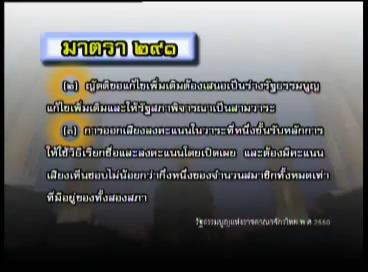 มาตรา ๒๙๑
(๒) ญัตติขอแก้ไขเพิ่มเติมต้องเสนอเป็นร่างรัฐธรรมนูญ
แก้ไขเพิ่มเติมและให้รัฐสภาพิจารณาเป็นสามวาระ
(๓) การออกเสียงลงคะแนนในวาระที่หนึ่งขั้นรับหลักการ
ให้ใช้วิธีเรียกชื่อและลงคะแนนโดยเปิดเผย และต้องมีคะแนน
เสียงเห็นชอบไม่น้อยกว่ากึ่งหนึ่งของจำนวนสมาชิกทั้งหมดเท่า
ที่มีอยู่ของทั้งสองสภา
รัฐธรรมนูญแห่งราชอาณาจักรไทย พ.ศ.2550